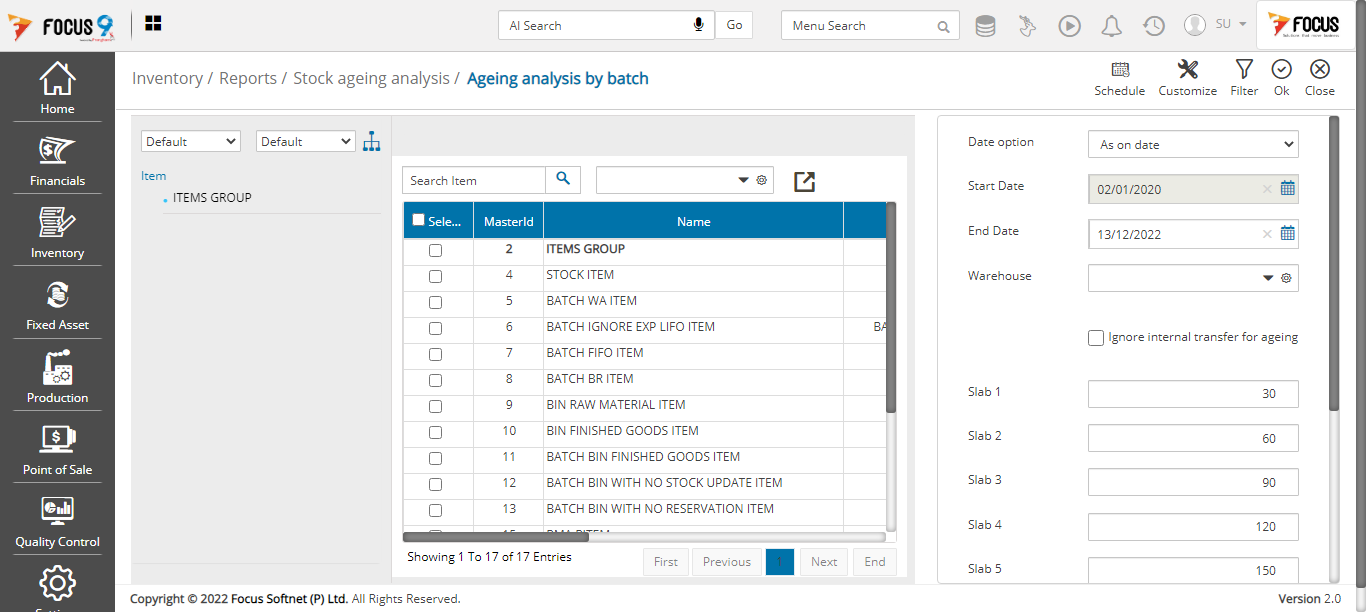 FOCUS 9
AI Search
Go
Menu Search
SU
FOCUS
Home
Financials
Inventory
Fixed Asset
Production
Point of Sale
Quality Control
Inventory / Reports / Stock ageing analysis / Ageing analysis by batch
Schedule
Customize
Filter
Ok
Close
Default
Default
Item
ITEMS GROUP
Search Item
Sele... MasterId Name
2 ITEMS GROUP
4 STOCK ITEM
5 BATCH WA ITEM
6 BATCH IGNORE EXP LIFO ITEM BA
7 BATCH FIFO ITEM
8 BATCH BR ITEM
9 BIN RAW MATERIAL ITEM
10 BIN FINISHED GOODS ITEM
11 BATCH BIN FINISHED GOODS ITEM
12 BATCH BIN WITH NO STOCK UPDATE ITEM
13 BATCH BIN WITH NO RESERVATION ITEM
Showing 1 To 17 of 17 Entries
First Previous 1 Next End
Date option As on date
Start Date 02/01/2020
End Date 13/12/2022
Warehouse
Ignore internal transfer for ageing
Slab 1 30
Slab 2 60
Slab 3 90
Slab 4 120
Slab 5 150
Copyright © 2022 Focus Softnet (P) Ltd. All Rights Reserved.
Version 2.0